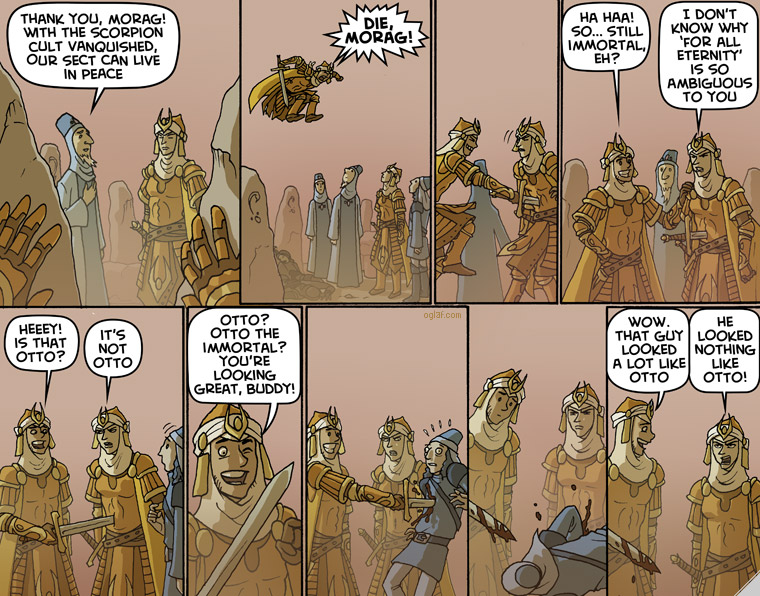 THANK YOU, MORAG!
WITH THE SCORPION
CULT VANQUISHED,
OUR SECT CAN LIVE
IN PEACE
DIE,
MORAG!
HA HAA!
SO... STILL
IMMORTAL,
EH?
I DON'T
KNOW WHY
'FOR ALL
ETERNITY'
IS SO
AMBIGUOUS
TO YOU
HEEEY!
IS THAT
OTTO?
IT'S
NOT
OTTO
OTTO?
OTTO THE
IMMORTAL?
YOU'RE
LOOKING
GREAT, BUDDY!
oglaf.com
WOW.
THAT GUY
LOOKED
A LOT LIKE
OTTO
HE
LOOKED
NOTHING
LIKE
OTTO!